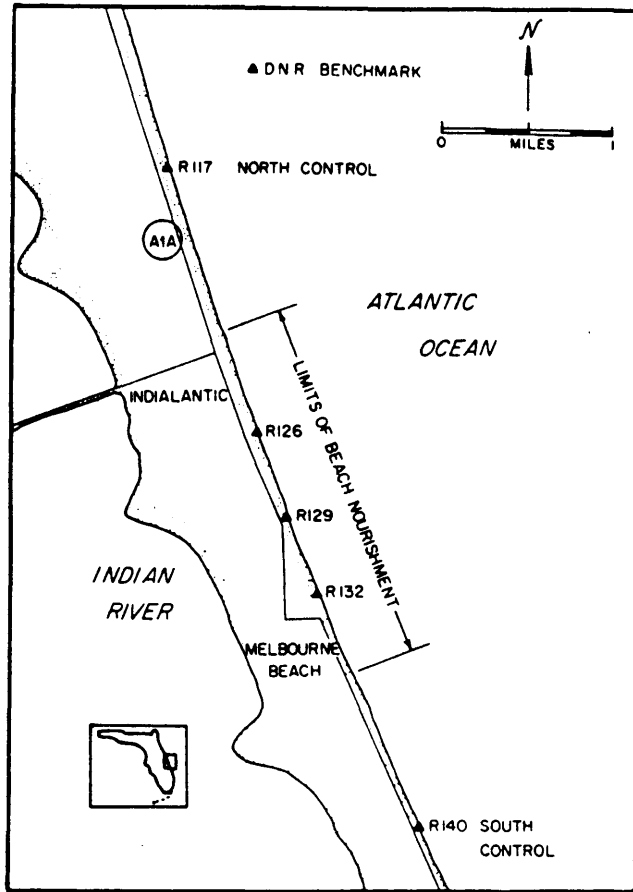 N
▲ DNR BENCHMARK
0 1
MILES
▲ R117 NORTH CONTROL
A1A
ATLANTIC
OCEAN
LIMITS OF BEACH NOURISHMENT
INDIALANTIC
▲ R126
▲ R129
INDIAN
RIVER
▲ R132
MELBOURNE
BEACH
▲ R140 SOUTH
CONTROL